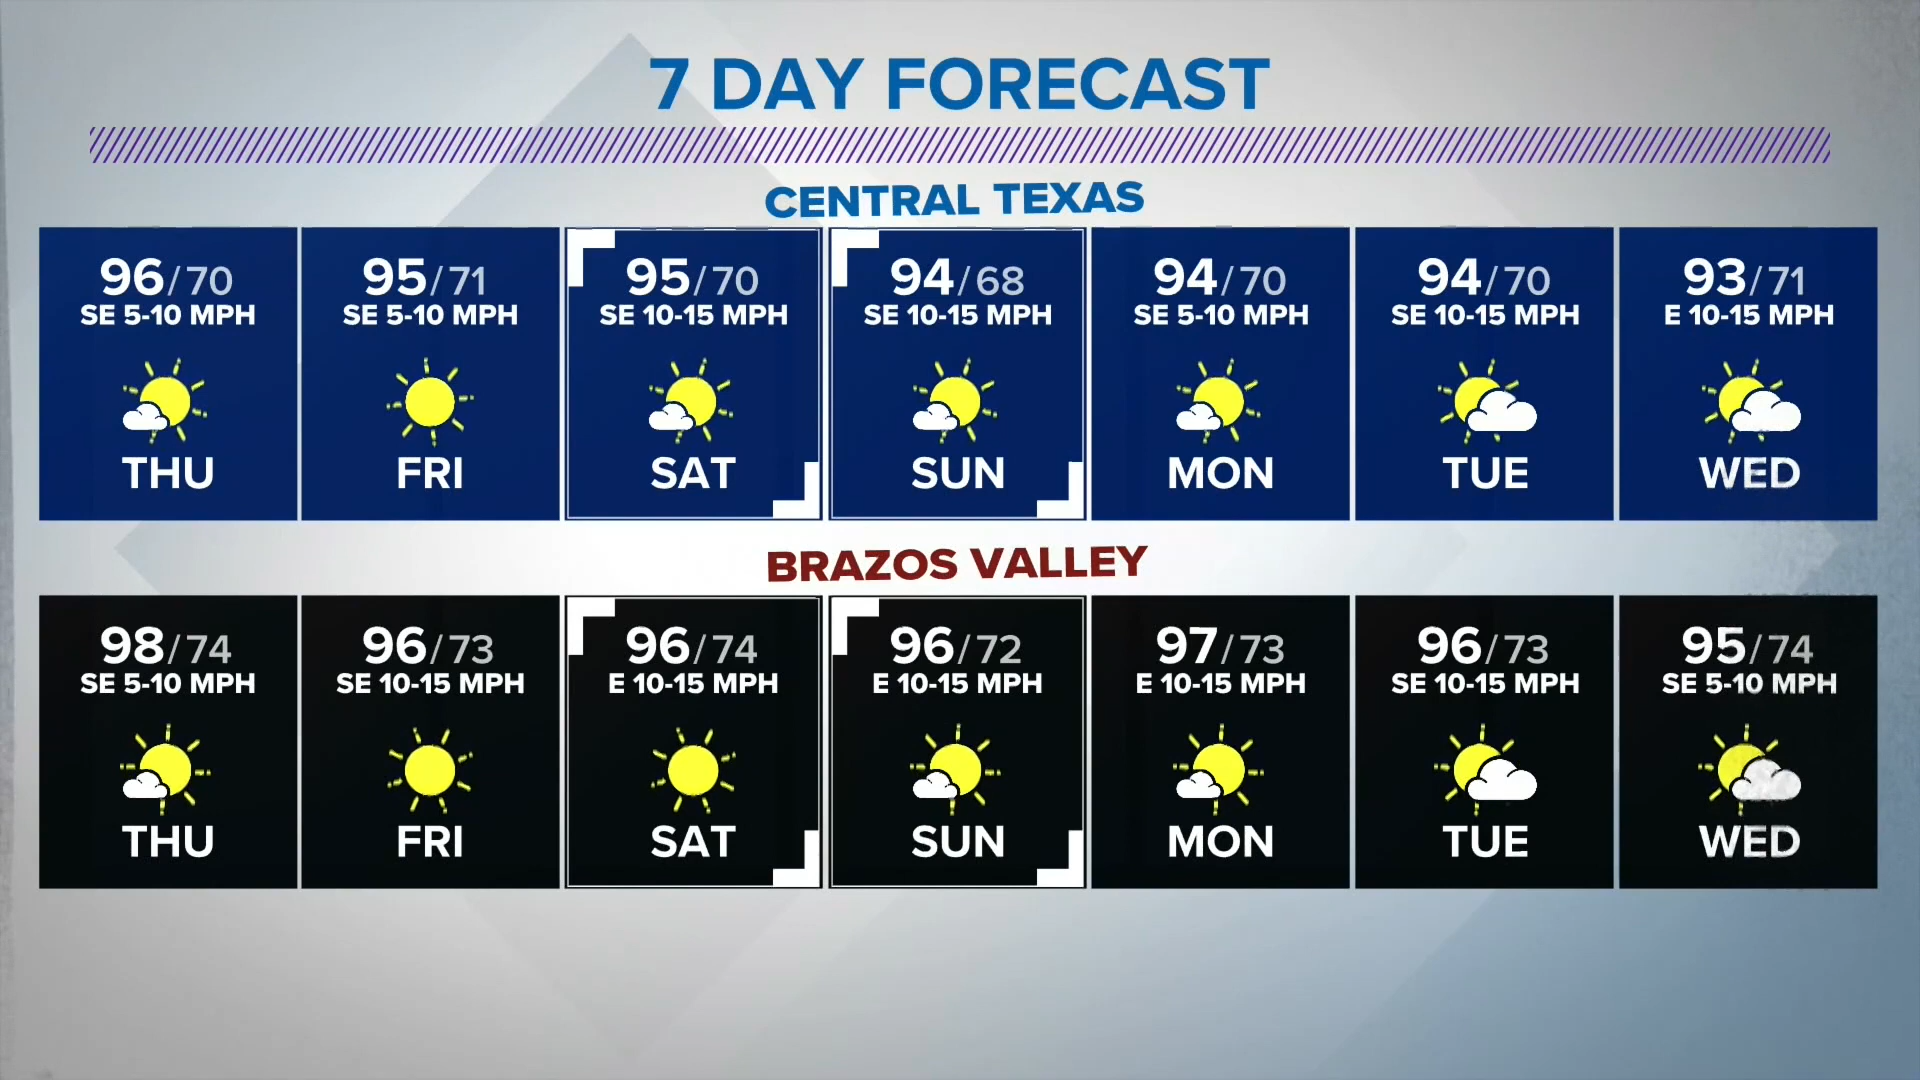 7 DAY FORECAST
CENTRAL TEXAS
96/70 95/71 95/70 94/68 94/70 94/70 93/71
SE 5-10 MPH SE 5-10 MPH SE 10-15 MPH SE 10-15 MPH SE 5-10 MPH SE 10-15 MPH E 10-15 MPH
THU FRI SAT SUN MON TUE WED
BRAZOS VALLEY
98/74 96/73 96/74 96/72 97/73 96/73 95/74
SE 5-10 MPH SE 10-15 MPH E 10-15 MPH E 10-15 MPH E 10-15 MPH SE 10-15 MPH SE 5-10 MPH
THU FRI SAT SUN MON TUE WED